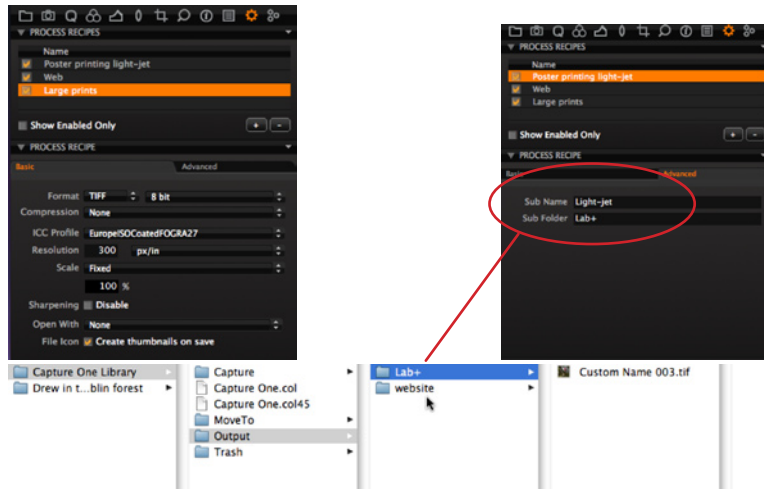 PROCESS RECIPES
Name
Poster printing light-jet
Web
Large prints
Show Enabled Only
+ -
PROCESS RECIPE
Basic Advanced
Format TIFF 8 bit
Compression None
ICC Profile EuropeISOCoatedFOGRA27
Resolution 300 px/in
Scale Fixed
100 %
Sharpening Disable
Open With None
File Icon Create thumbnails on save
PROCESS RECIPES
Name
Poster printing light-jet
Web
Large prints
Show Enabled Only
+ -
PROCESS RECIPE
Basic Advanced
Sub Name Light-jet
Sub Folder Lab+
Capture One Library
Drew in t...blin forest
Capture
Capture One.col
Capture One.col45
MoveTo
Output
Trash
Lab+
website
Custom Name 003.tif